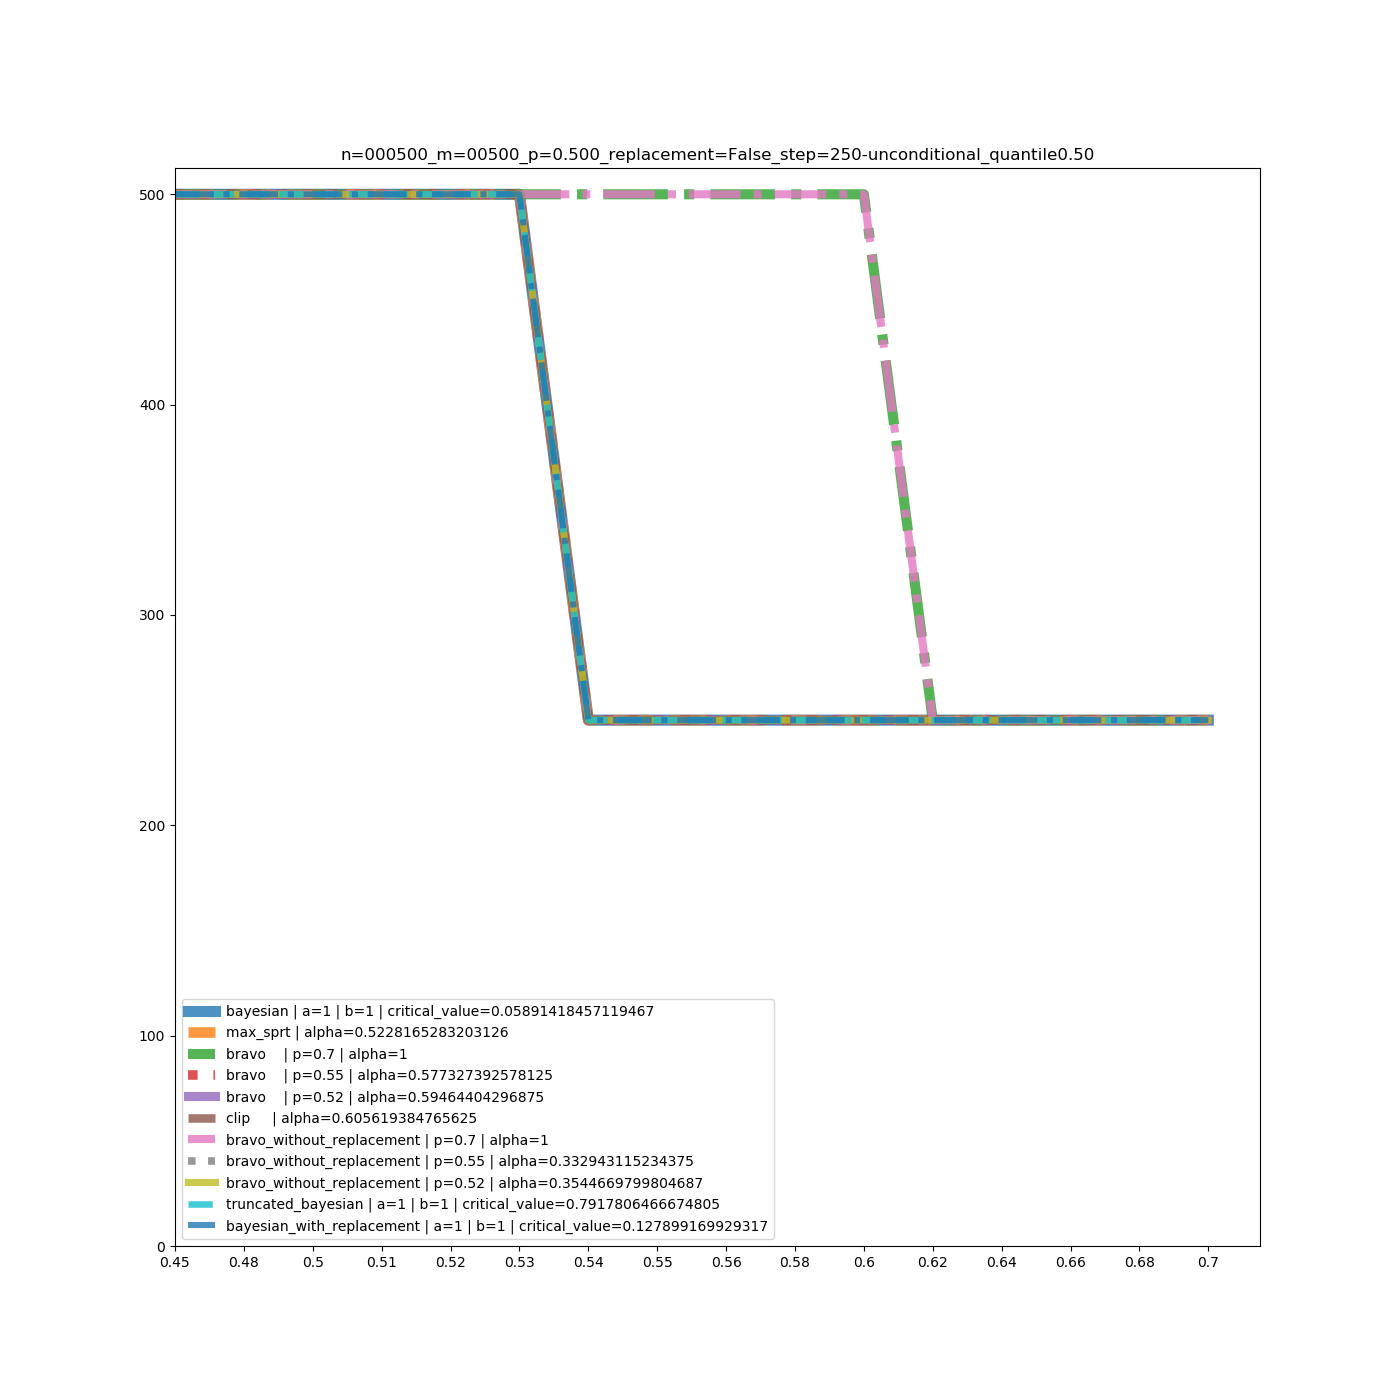 n=000500_m=00500_p=0.500_replacement=False_step=250-unconditional_quantile0.50
500
400
300
200
100
0
bayesian | a=1 | b=1 | critical_value=0.05891418457119467
max_sprt | alpha=0.5228165283203126
bravo | p=0.7 | alpha=1
bravo | p=0.55 | alpha=0.577327392578125
bravo | p=0.52 | alpha=0.59464404296875
clip | alpha=0.605619384765625
bravo_without_replacement | p=0.7 | alpha=1
bravo_without_replacement | p=0.55 | alpha=0.332943115234375
bravo_without_replacement | p=0.52 | alpha=0.3544669799804687
truncated_bayesian | a=1 | b=1 | critical_value=0.7917806466674805
bayesian_with_replacement | a=1 | b=1 | critical_value=0.127899169929317
0.45 0.48 0.5 0.51 0.52 0.53 0.54 0.55 0.56 0.58 0.6 0.62 0.64 0.66 0.68 0.7